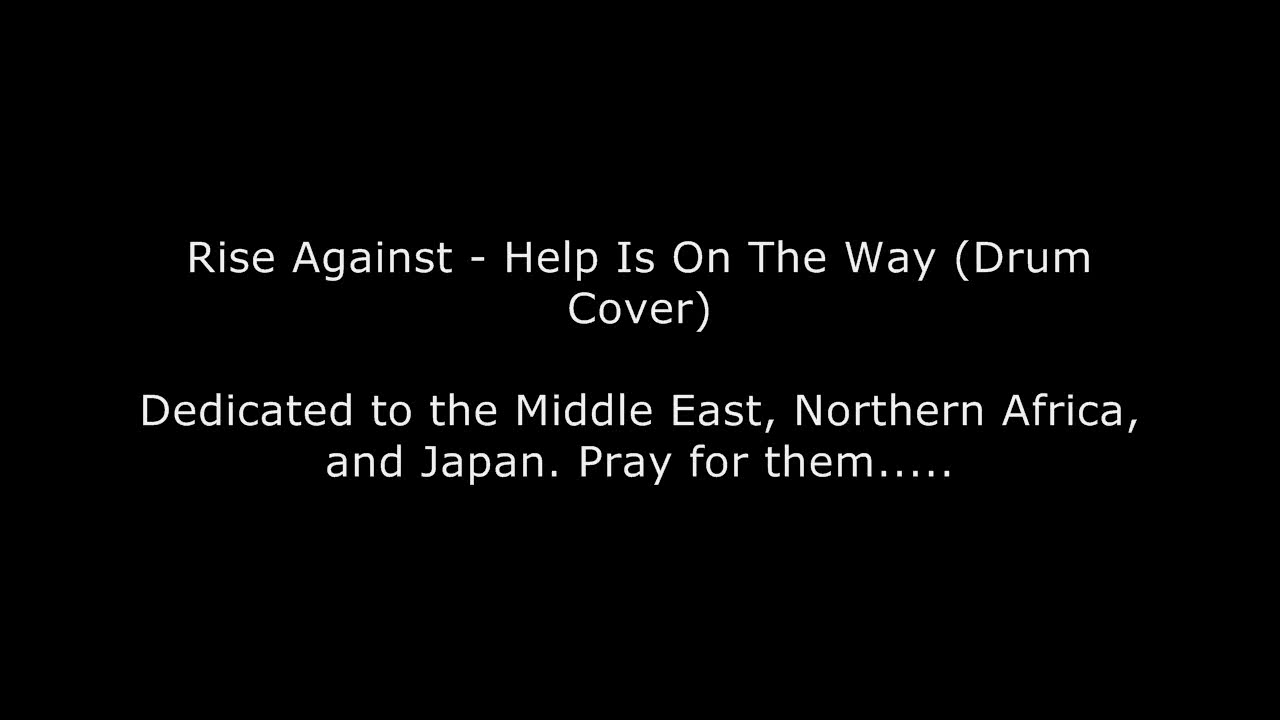 Rise Against - Help Is On The Way (Drum
Cover)
Dedicated to the Middle East, Northern Africa,
and Japan. Pray for them.....